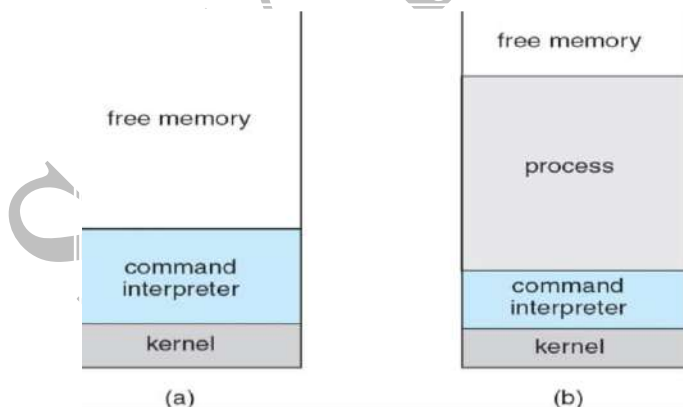 free memory
command
interpreter
kernel
(a)
free memory
process
command
interpreter
kernel
(b)